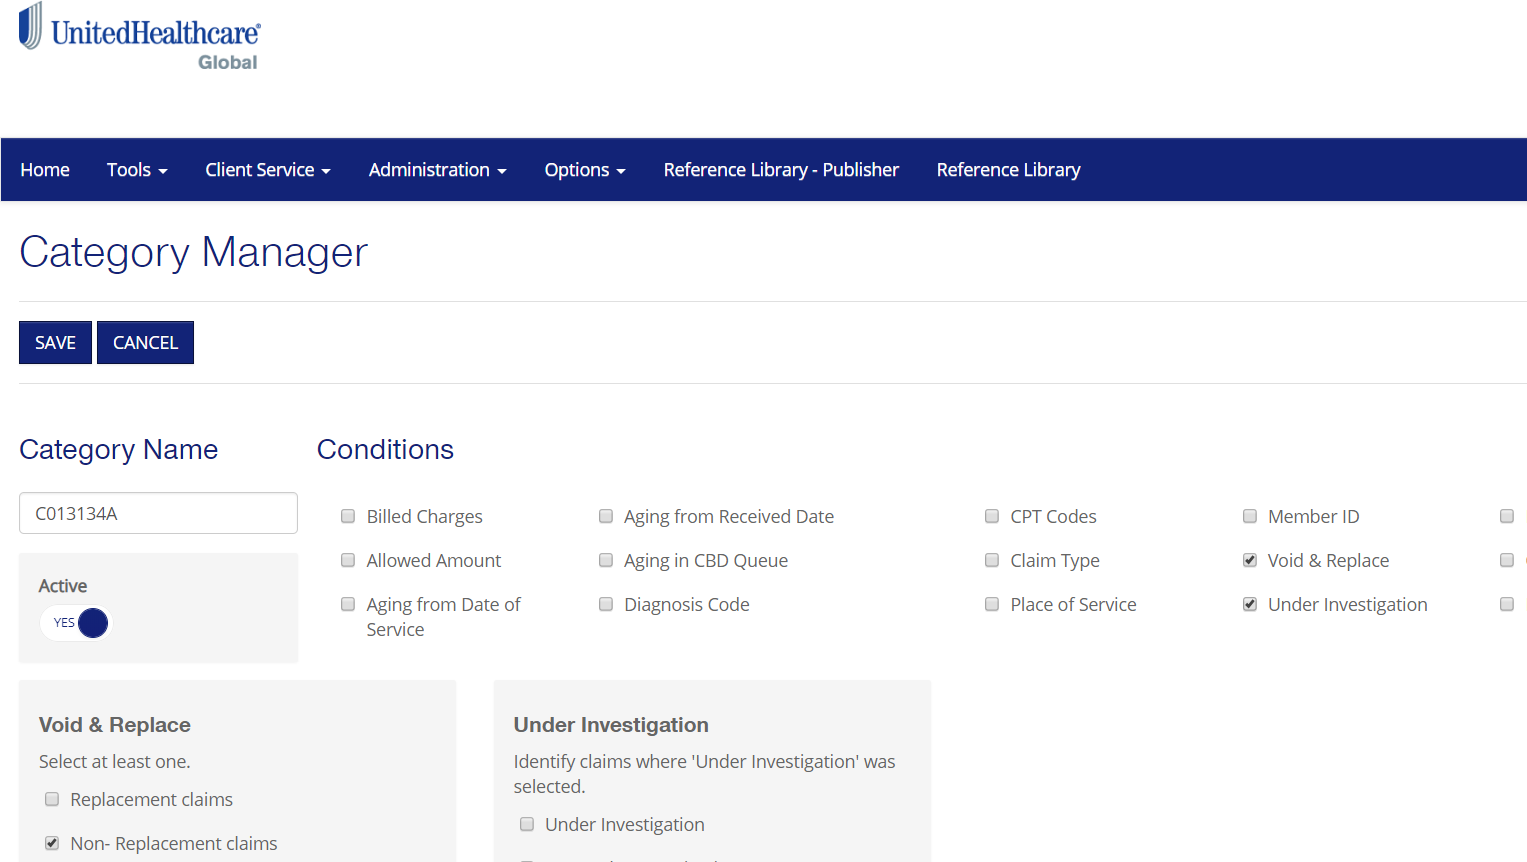 UnitedHealthcare®
Global
Home Tools Client Service Administration Options Reference Library - Publisher Reference Library
Category Manager
SAVE CANCEL
Category Name
Conditions
C013134A
Active
YES
Billed Charges
Aging from Received Date
CPT Codes
Member ID
Allowed Amount
Aging in CBD Queue
Claim Type
Void & Replace
Aging from Date of
Service
Diagnosis Code
Place of Service
Under Investigation
Void & Replace
Select at least one.
Replacement claims
Non- Replacement claims
Under Investigation
Identify claims where 'Under Investigation' was
selected.
Under Investigation